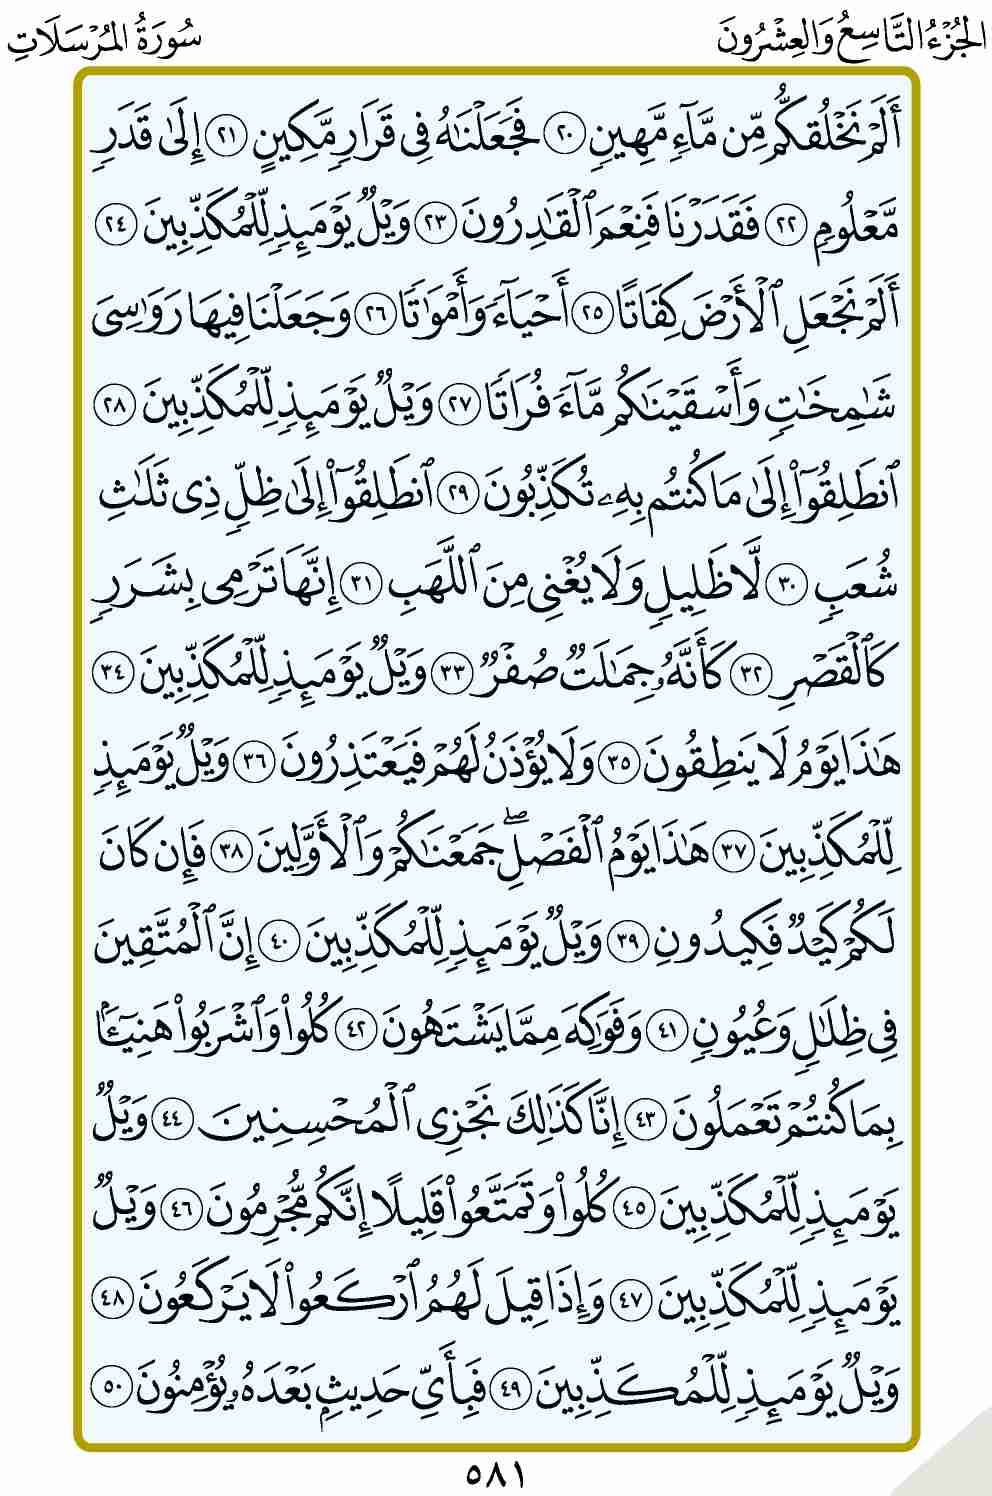 الجُزْءُ التَّاسِعُ وَالعِشْرُونَ
سُورَةُ المُرْسَلَاتِ
أَلَمْ نَخْلُقكُّم مِّن مَّآءٖ مَّهِينٖ ٢٠ فَجَعَلْنَٰهُ فِي قَرَارٖ مَّكِينٍ ٢١ إِلَىٰ قَدَرٖ
مَّعْلُومٖ ٢٢ فَقَدَرْنَا فَنِعْمَ ٱلْقَٰدِرُونَ ٢٣ وَيْلٞ يَوْمَئِذٖ لِّلْمُكَذِّبِينَ ٢٤
أَلَمْ نَجْعَلِ ٱلْأَرْضَ كِفَاتًا ٢٥ أَحْيَآءٗ وَأَمْوَٰتٗا ٢٦ وَجَعَلْنَا فِيهَا رَوَٰسِيَ
شَٰمِخَٰتٖ وَأَسْقَيْنَٰكُم مَّآءٗ فُرَاتٗا ٢٧ وَيْلٞ يَوْمَئِذٖ لِّلْمُكَذِّبِينَ ٢٨
ٱنطَلِقُوٓاْ إِلَىٰ مَا كُنتُم بِهِۦ تُكَذِّبُونَ ٢٩ ٱنطَلِقُوٓاْ إِلَىٰ ظِلّٖ ذِي ثَلَٰثِ
شُعَبٖ ٣٠ لَّا ظَلِيلٖ وَلَا يُغْنِي مِنَ ٱللَّهَبِ ٣١ إِنَّهَا تَرْمِي بِشَرَرٖ
كَٱلْقَصْرِ ٣٢ كَأَنَّهُۥ جِمَٰلَتٞ صُفْرٞ ٣٣ وَيْلٞ يَوْمَئِذٖ لِّلْمُكَذِّبِينَ ٣٤
هَٰذَا يَوْمُ لَا يَنطِقُونَ ٣٥ وَلَا يُؤْذَنُ لَهُمْ فَيَعْتَذِرُونَ ٣٦ وَيْلٞ يَوْمَئِذٖ
لِّلْمُكَذِّبِينَ ٣٧ هَٰذَا يَوْمُ ٱلْفَصْلِۖ جَمَعْنَٰكُمْ وَٱلْأَوَّلِينَ ٣٨ فَإِن كَانَ
لَكُمْ كَيْدٞ فَكِيدُونِ ٣٩ وَيْلٞ يَوْمَئِذٖ لِّلْمُكَذِّبِينَ ٤٠ إِنَّ ٱلْمُتَّقِينَ
فِي ظِلَٰلٖ وَعُيُونٖ ٤١ وَفَوَٰكِهَ مِمَّا يَشْتَهُونَ ٤٢ كُلُواْ وَٱشْرَبُواْ هَنِيٓـَٔۢا
بِمَا كُنتُمْ تَعْمَلُونَ ٤٣ إِنَّا كَذَٰلِكَ نَجْزِي ٱلْمُحْسِنِينَ ٤٤ وَيْلٞ
يَوْمَئِذٖ لِّلْمُكَذِّبِينَ ٤٥ كُلُواْ وَتَمَتَّعُواْ قَلِيلًا إِنَّكُم مُّجْرِمُونَ ٤٦ وَيْلٞ
يَوْمَئِذٖ لِّلْمُكَذِّبِينَ ٤٧ وَإِذَا قِيلَ لَهُمُ ٱرْكَعُواْ لَا يَرْكَعُونَ ٤٨
وَيْلٞ يَوْمَئِذٖ لِّلْمُكَذِّبِينَ ٤٩ فَبِأَيِّ حَدِيثِۭ بَعْدَهُۥ يُؤْمِنُونَ ٥٠
٥٨١